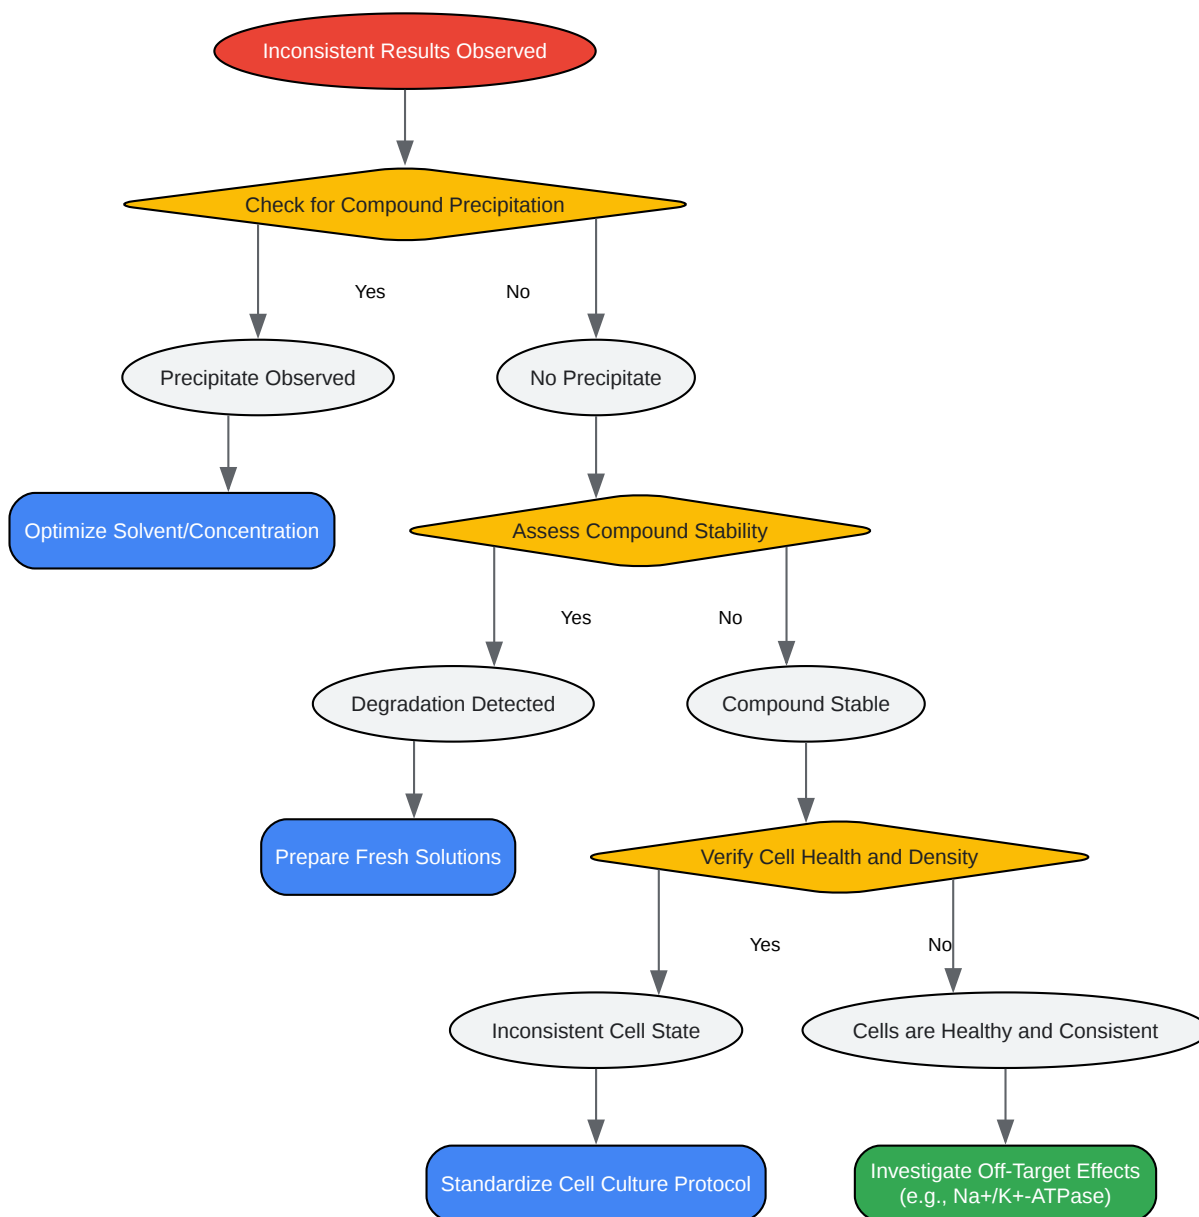 Inconsistent Results Observed
Check for Compound Precipitation
Yes
No
Precipitate Observed
No Precipitate
Optimize Solvent/Concentration
Assess Compound Stability
Yes
No
Degradation Detected
Compound Stable
Prepare Fresh Solutions
Verify Cell Health and Density
Yes
No
Inconsistent Cell State
Cells are Healthy and Consistent
Standardize Cell Culture Protocol
Investigate Off-Target Effects
(e.g., Na+/K+-ATPase)